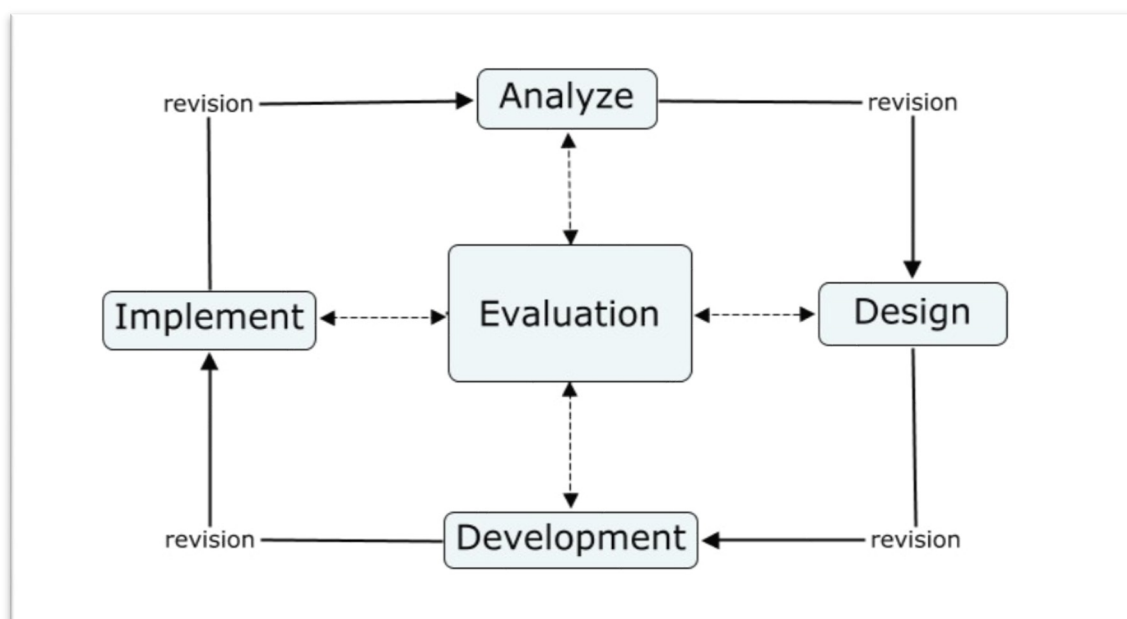 revision
Analyze
revision
Implement
Evaluation
Design
revision
Development
revision